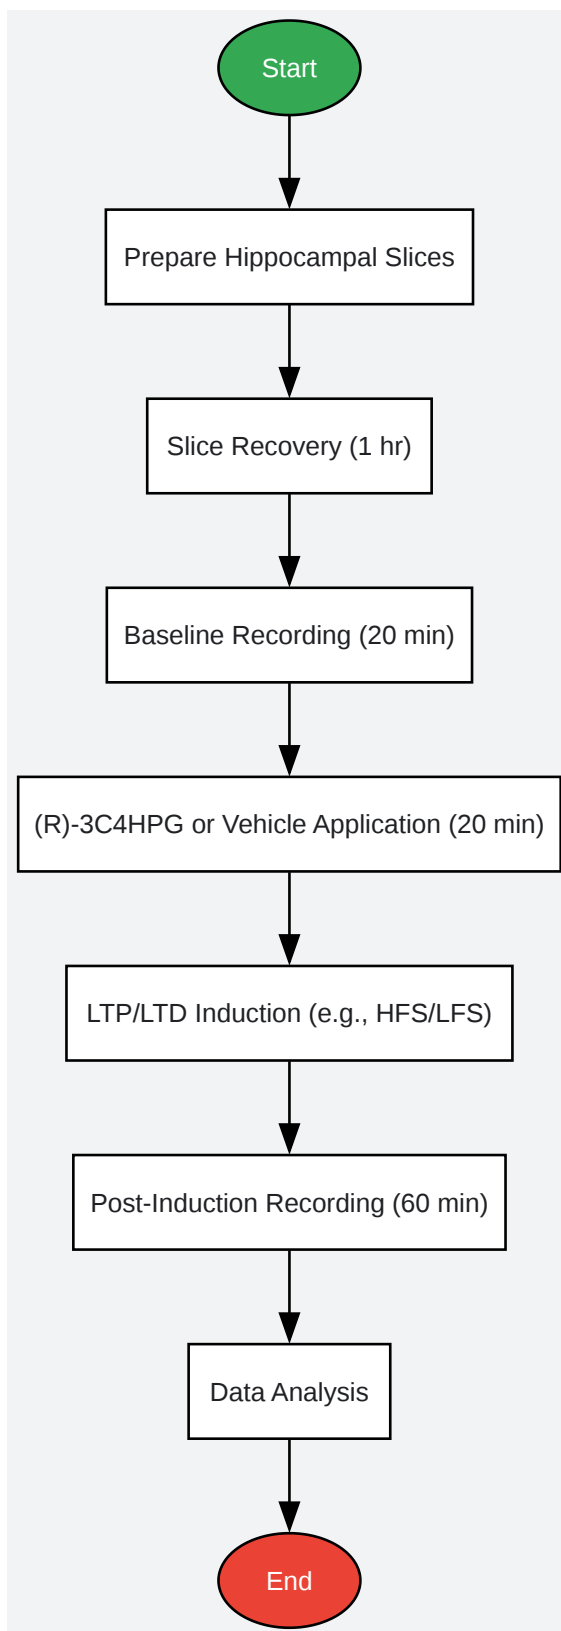 Start
Prepare Hippocampal Slices
Slice Recovery (1 hr)
Baseline Recording (20 min)
(R)-3C4HPG or Vehicle Application (20 min)
LTP/LTD Induction (e.g., HFS/LFS)
Post-Induction Recording (60 min)
Data Analysis
End